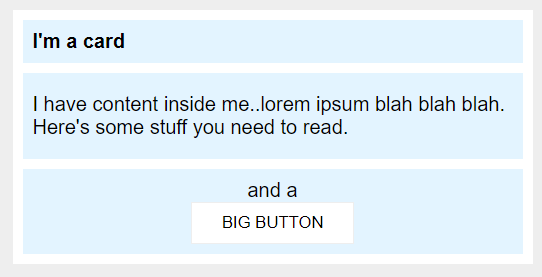 I'm a card
I have content inside me..lorem ipsum blah blah blah.
Here's some stuff you need to read.
and a
BIG BUTTON